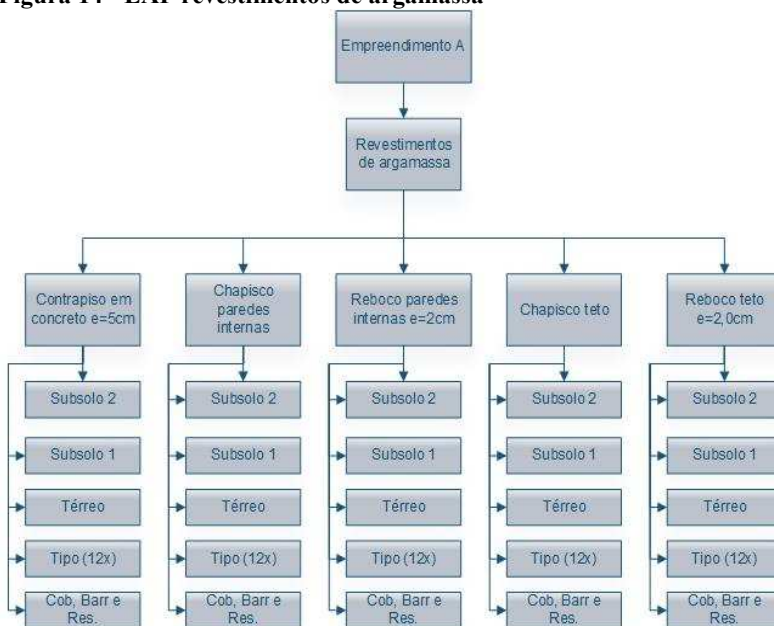 Figura 14 - EAP revestimentos de argamassa
Empreendimento A
Revestimentos
de argamassa
Contrapiso em
concreto e=5cm
Chapisco
paredes
internas
Reboco paredes
internas e=2cm
Chapisco teto
Reboco teto
e=2,0cm
Subsolo 2
Subsolo 2
Subsolo 2
Subsolo 2
Subsolo 2
Subsolo 1
Subsolo 1
Subsolo 1
Subsolo 1
Subsolo 1
Térreo
Térreo
Térreo
Térreo
Térreo
Tipo (12x)
Tipo (12x)
Tipo (12x)
Tipo (12x)
Tipo (12x)
Cob, Barr e
Res.
Cob, Barr e
Res.
Cob, Barr e
Res.
Cob, Barr e
Res.
Cob, Barr e
Res.